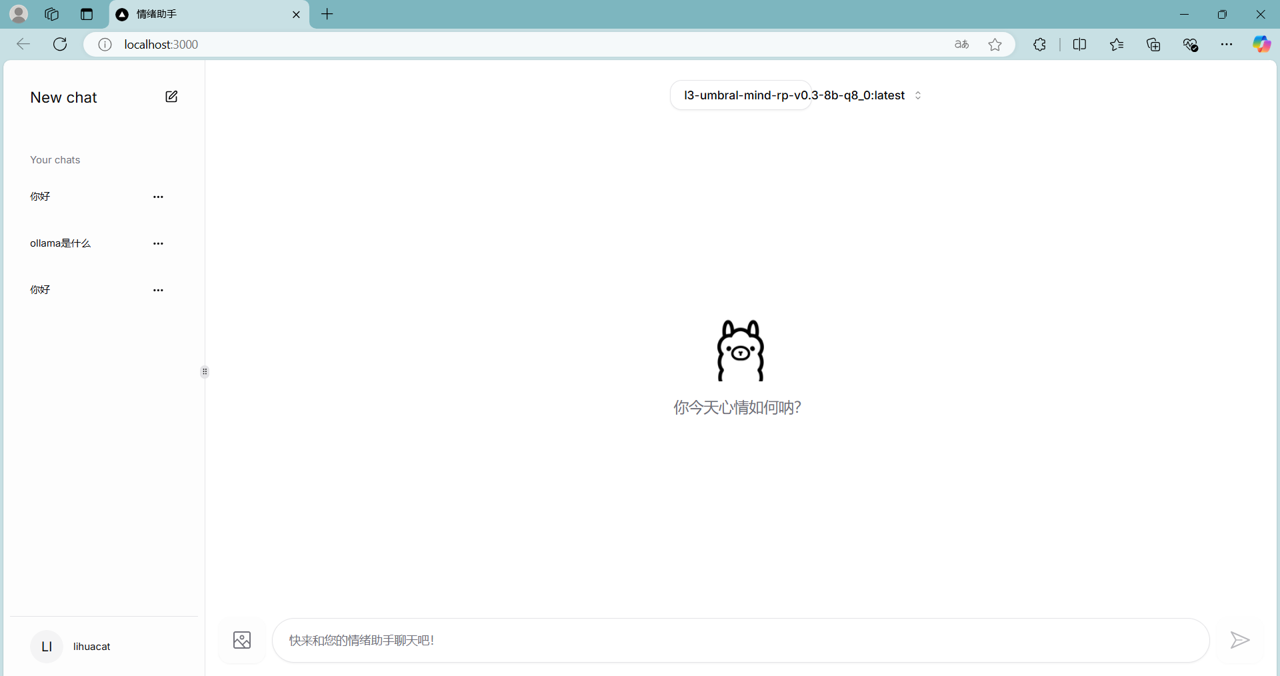 情绪助手
localhost:3000
aあ
New chat
l3-umbral-mind-rp-v0.3-8b-q8_0:latest
Your chats
你好
ollama是什么
你好
你今天心情如何呐?
LI
lihuacat
快来和您的情绪助手聊天吧!